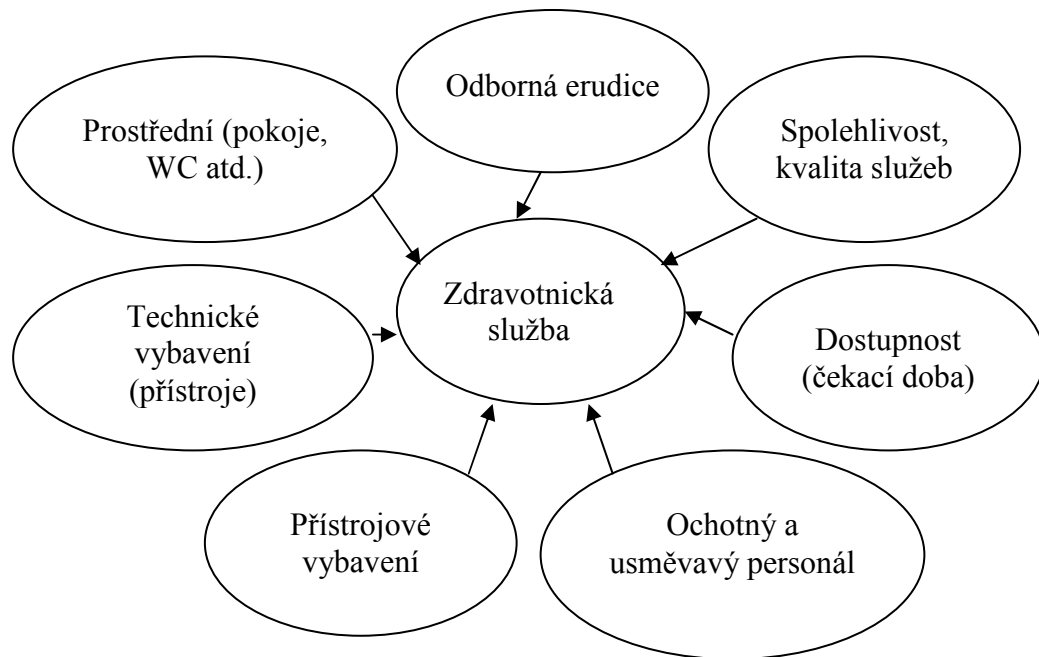 Odborná erudice
Prostřední (pokoje,
WC atd.)
Spolehlivost,
kvalita služeb
Zdravotnická
služba
Technické
vybavení
(přístroje)
Dostupnost
(čekací doba)
Přístrojové
vybavení
Ochotný a
usměvavý personál